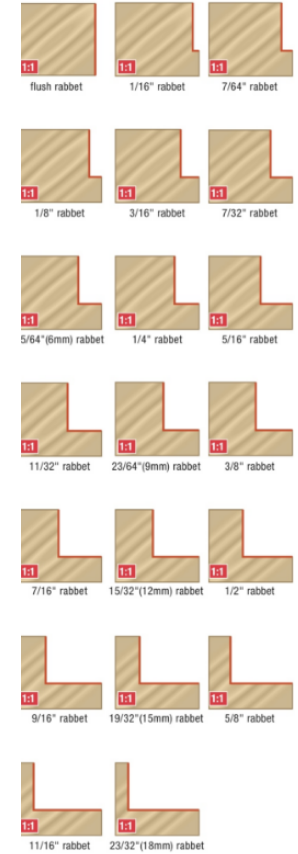 1:1 1:1 1:1
flush rabbet 1/16" rabbet 7/64" rabbet
1:1 1:1 1:1
1/8" rabbet 3/16" rabbet 7/32" rabbet
1:1 1:1 1:1
5/64"(6mm) rabbet 1/4" rabbet 5/16" rabbet
1:1 1:1 1:1
11/32" rabbet 23/64"(9mm) rabbet 3/8" rabbet
1:1 1:1 1:1
7/16" rabbet 15/32"(12mm) rabbet 1/2" rabbet
1:1 1:1 1:1
9/16" rabbet 19/32"(15mm) rabbet 5/8" rabbet
1:1 1:1
11/16" rabbet 23/32"(18mm) rabbet